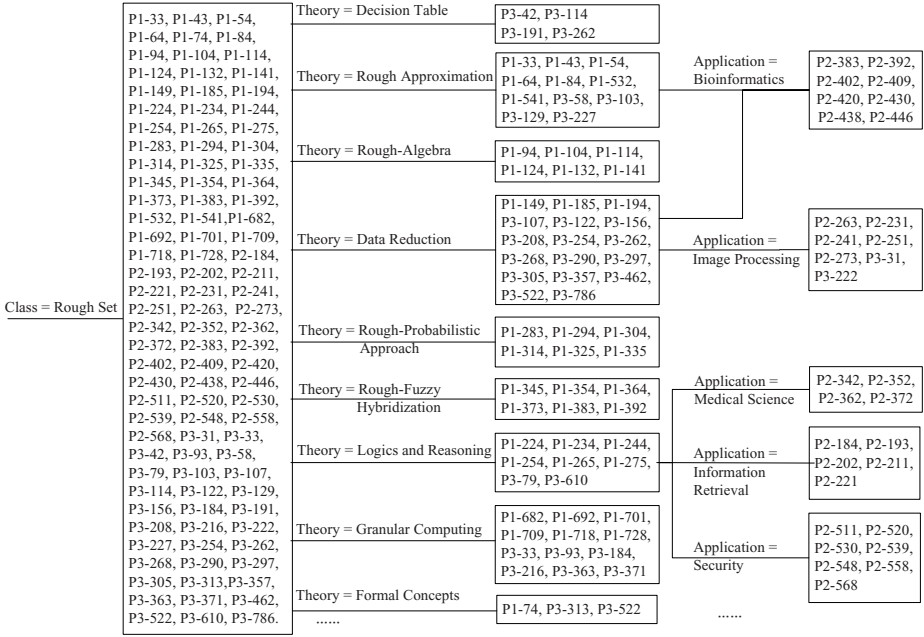 Class = Rough Set
P1-33, P1-43, P1-54,
P1-64, P1-74, P1-84,
P1-94, P1-104, P1-114,
P1-124, P1-132, P1-141,
P1-149, P1-185, P1-194,
P1-224, P1-234, P1-244,
P1-254, P1-265, P1-275,
P1-283, P1-294, P1-304,
P1-314, P1-325, P1-335,
P1-345, P1-354, P1-364,
P1-373, P1-383, P1-392,
P1-532, P1-541,P1-682,
P1-692, P1-701, P1-709,
P1-718, P1-728, P2-184,
P2-193, P2-202, P2-211,
P2-221, P2-231, P2-241,
P2-251, P2-263, P2-273,
P2-342, P2-352, P2-362,
P2-372, P2-383, P2-392,
P2-402, P2-409, P2-420,
P2-430, P2-438, P2-446,
P2-511, P2-520, P2-530,
P2-539, P2-548, P2-558,
P2-568, P3-31, P3-33,
P3-42, P3-93, P3-58,
P3-79, P3-103, P3-107,
P3-114, P3-122, P3-129,
P3-156, P3-184, P3-191,
P3-208, P3-216, P3-222,
P3-227, P3-254, P3-262,
P3-268, P3-290, P3-297,
P3-305, P3-313,P3-357,
P3-363, P3-371, P3-462,
P3-522, P3-610, P3-786.
Theory = Decision Table
P3-42, P3-114
P3-191, P3-262
Theory = Rough Approximation
P1-33, P1-43, P1-54,
P1-64, P1-84, P1-532,
P1-541, P3-58, P3-103,
P3-129, P3-227
Theory = Rough-Algebra
P1-94, P1-104, P1-114,
P1-124, P1-132, P1-141
Theory = Data Reduction
P1-149, P1-185, P1-194,
P3-107, P3-122, P3-156,
P3-208, P3-254, P3-262,
P3-268, P3-290, P3-297,
P3-305, P3-357, P3-462,
P3-522, P3-786
Theory = Rough-Probabilistic
Approach
P1-283, P1-294, P1-304,
P1-314, P1-325, P1-335
Theory = Rough-Fuzzy
Hybridization
P1-345, P1-354, P1-364,
P1-373, P1-383, P1-392
Theory = Logics and Reasoning
P1-224, P1-234, P1-244,
P1-254, P1-265, P1-275,
P3-79, P3-610
Theory = Granular Computing
P1-682, P1-692, P1-701,
P1-709, P1-718, P1-728,
P3-33, P3-93, P3-184,
P3-216, P3-363, P3-371
Theory = Formal Concepts
......
P1-74, P3-313, P3-522
Application =
Bioinformatics
P2-383, P2-392,
P2-402, P2-409,
P2-420, P2-430,
P2-438, P2-446
Application =
Image Processing
P2-263, P2-231,
P2-241, P2-251,
P2-273, P3-31,
P3-222
Application =
Medical Science
P2-342, P2-352,
P2-362, P2-372
Application =
Information
Retrieval
P2-184, P2-193,
P2-202, P2-211,
P2-221
Application =
Security
P2-511, P2-520,
P2-530, P2-539,
P2-548, P2-558,
P2-568
......